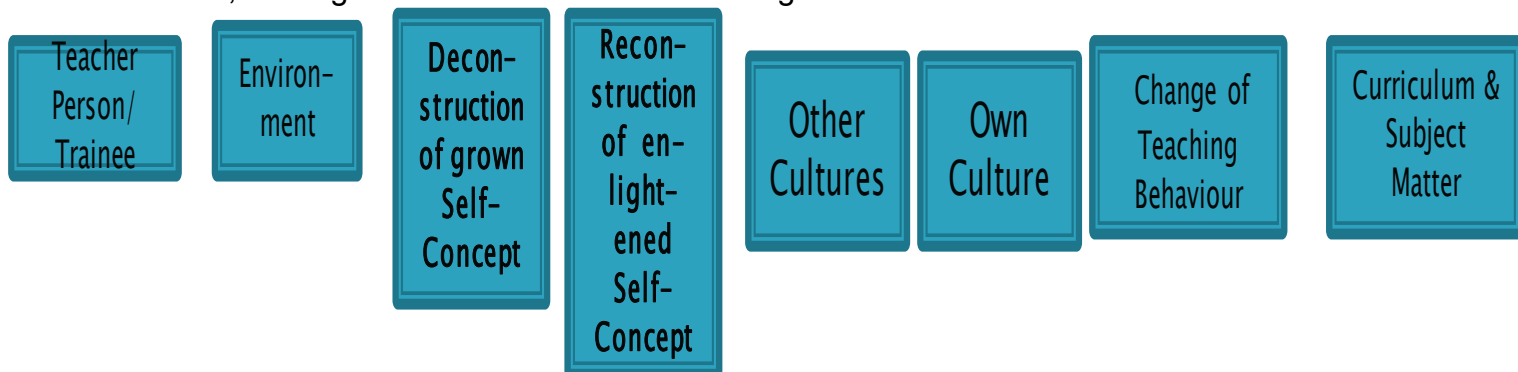 Teacher
Person/
Trainee
Environ-
ment
Decon-
struction
of grown
Self-
Concept
Recon-
struction
of en-
light-
ened
Self-
Concept
Other
Cultures
Own
Culture
Change of
Teaching
Behaviour
Curriculum &
Subject
Matter